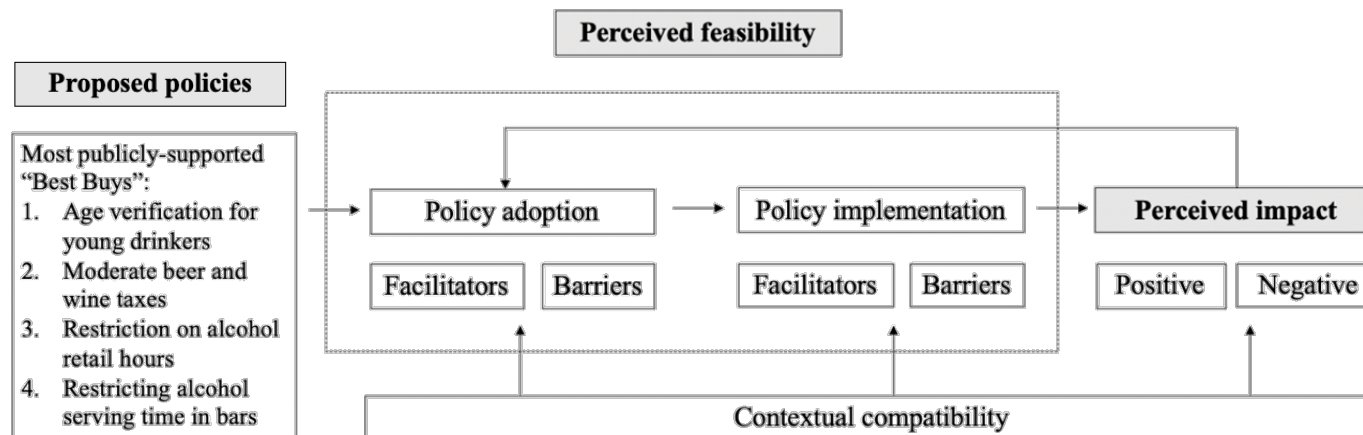 Perceived feasibility
Proposed policies
Most publicly-supported
“Best Buys”:
1. Age verification for
young drinkers
2. Moderate beer and
wine taxes
3. Restriction on alcohol
retail hours
4. Restricting alcohol
serving time in bars
Policy adoption
Facilitators
Barriers
Policy implementation
Facilitators
Barriers
Perceived impact
Positive
Negative
Contextual compatibility